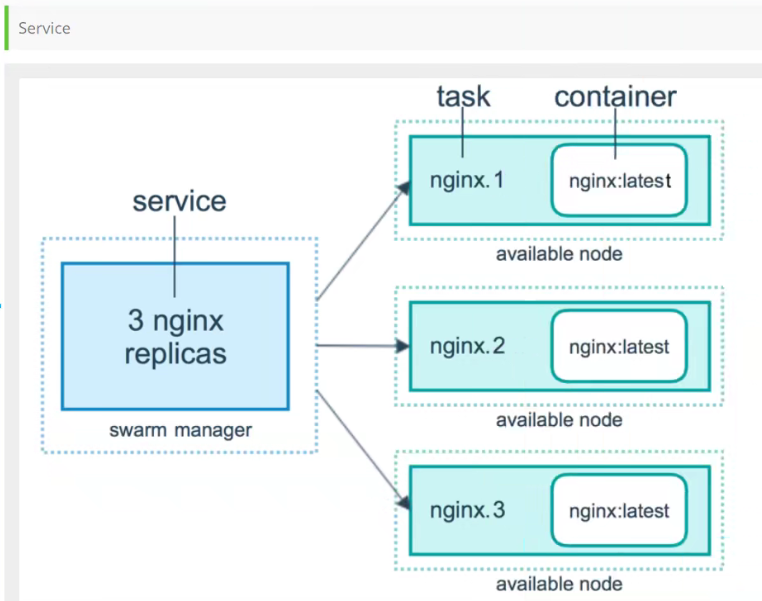 Service
task
container
nginx.1
nginx:latest
available node
service
3 nginx
replicas
swarm manager
nginx.2
nginx:latest
available node
nginx.3
nginx:latest
available node